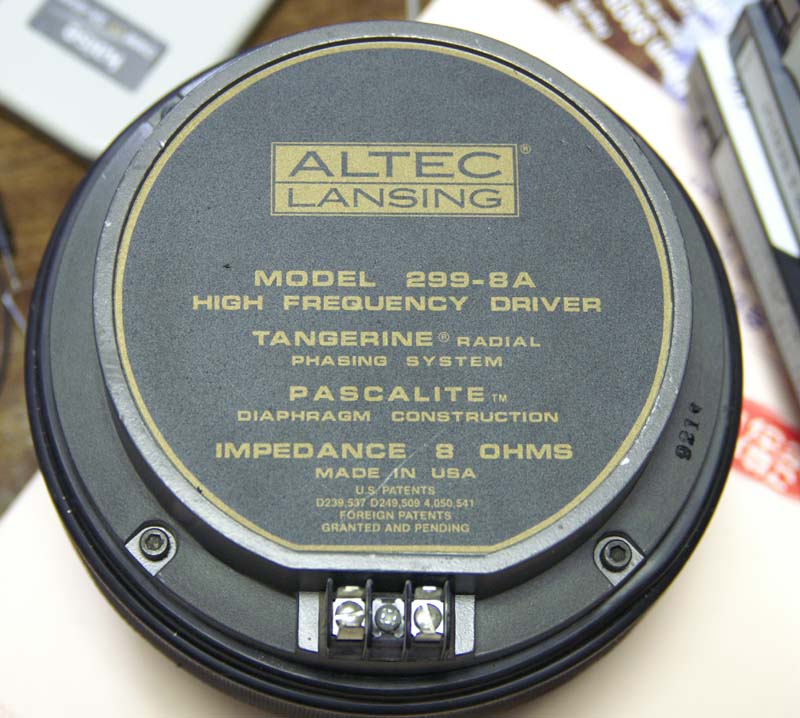 ALTEC®
LANSING
MODEL 299-8A
HIGH FREQUENCY DRIVER
TANGERINE® RADIAL
PHASING SYSTEM
PASCALITE™
DIAPHRAGM CONSTRUCTION
IMPEDANCE 8 OHMS
MADE IN USA
U.S. PATENTS
D239,537 D249,509 4,050,541
FOREIGN PATENTS
GRANTED AND PENDING